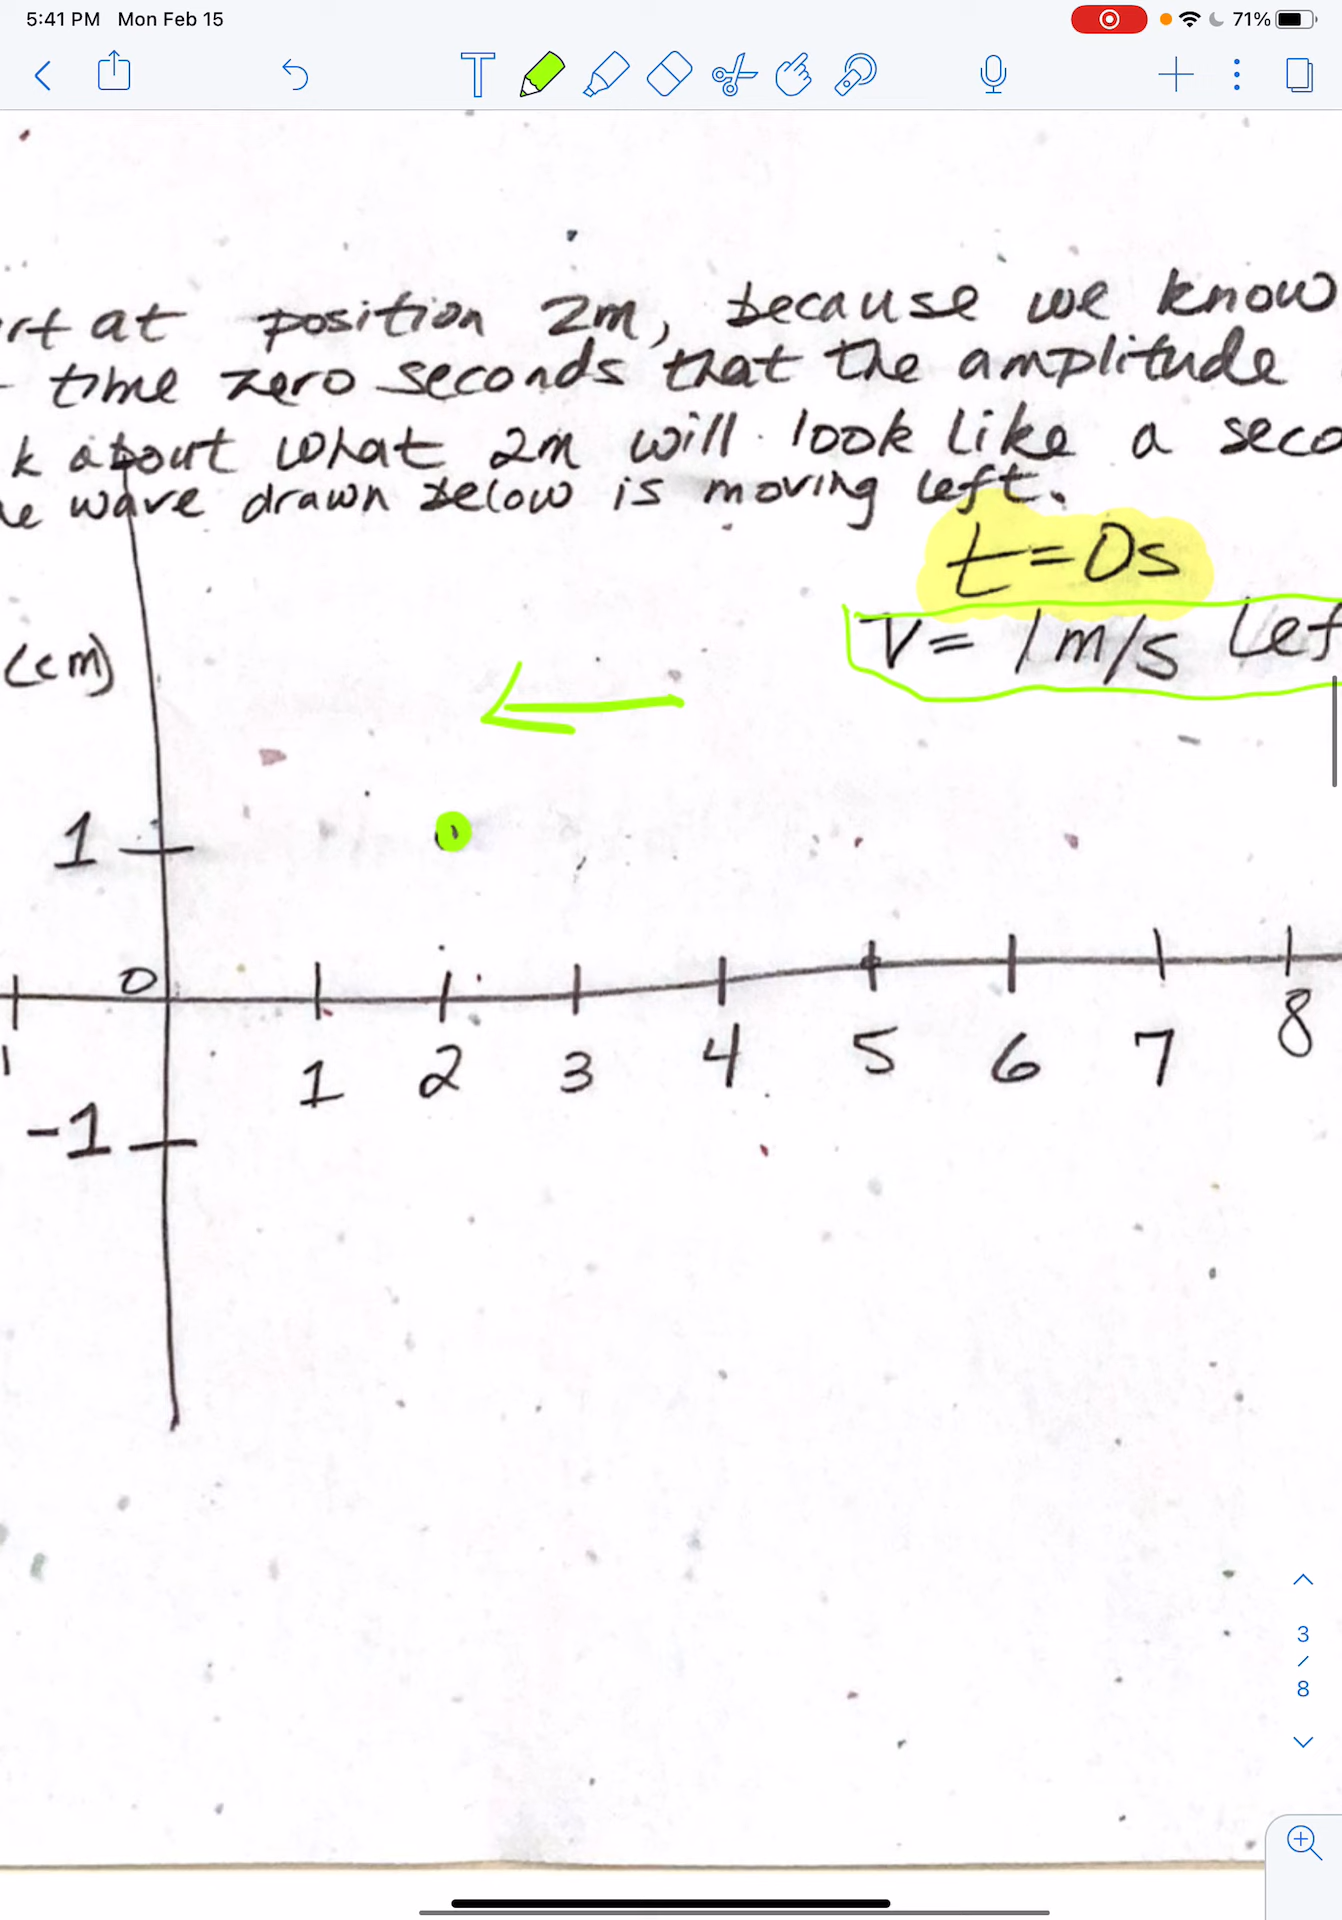 5:41 PM Mon Feb 15
71%
T
at position 2m, because we know
time zero seconds that the amplitude
k about what 2m will look like a seco
wave drawn below is moving left.
t=0s
V= 1m/s Lef
(cm)
1
0
1 2 3 4 5 6 7 8
1
-1
3
/
8